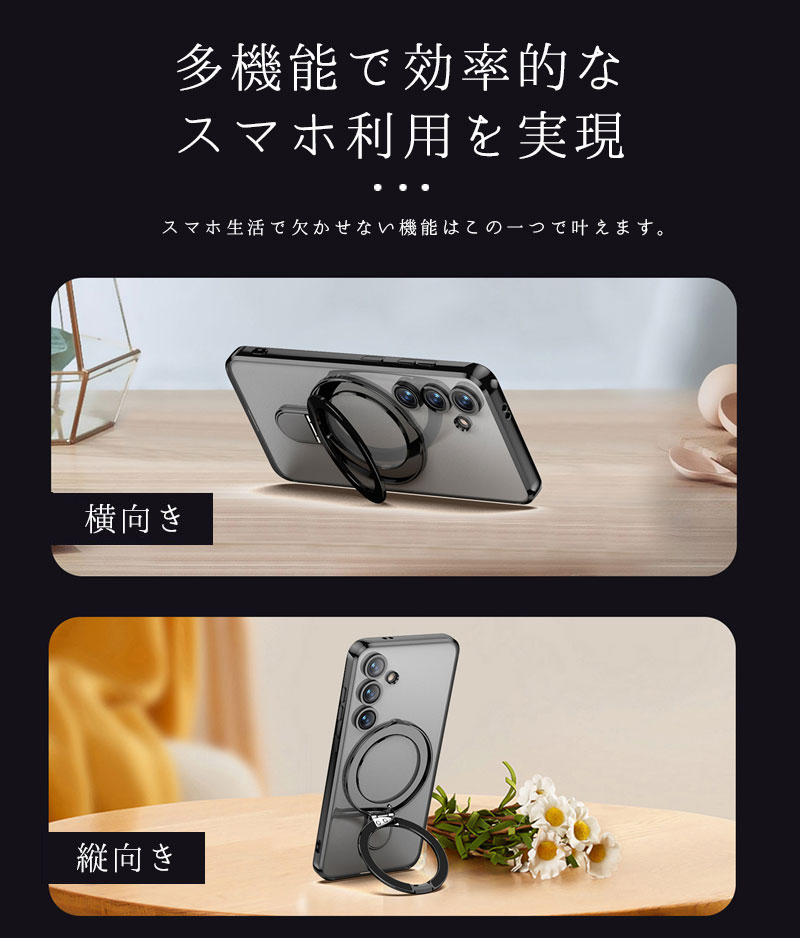 多機能で効率的な
スマホ利用を実現
スマホ生活で欠かせない機能はこの一つで叶えます。
横向き
縦向き